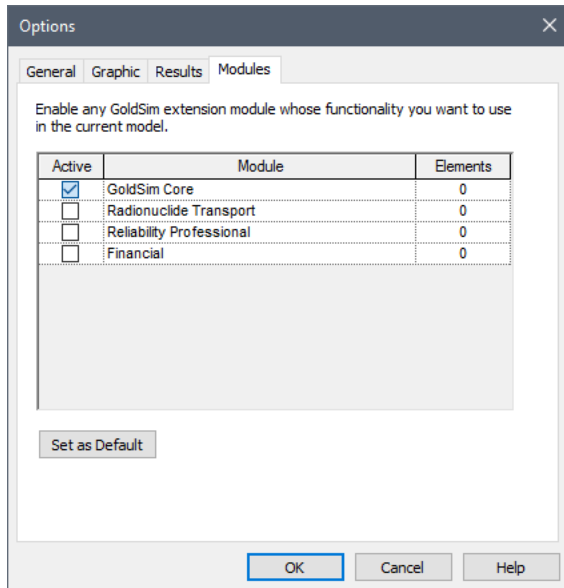 Options
General Graphic Results Modules
Enable any GoldSim extension module whose functionality you want to use
in the current model.
Active Module Elements
GoldSim Core 0
Radionuclide Transport 0
Reliability Professional 0
Financial 0
Set as Default
OK Cancel Help